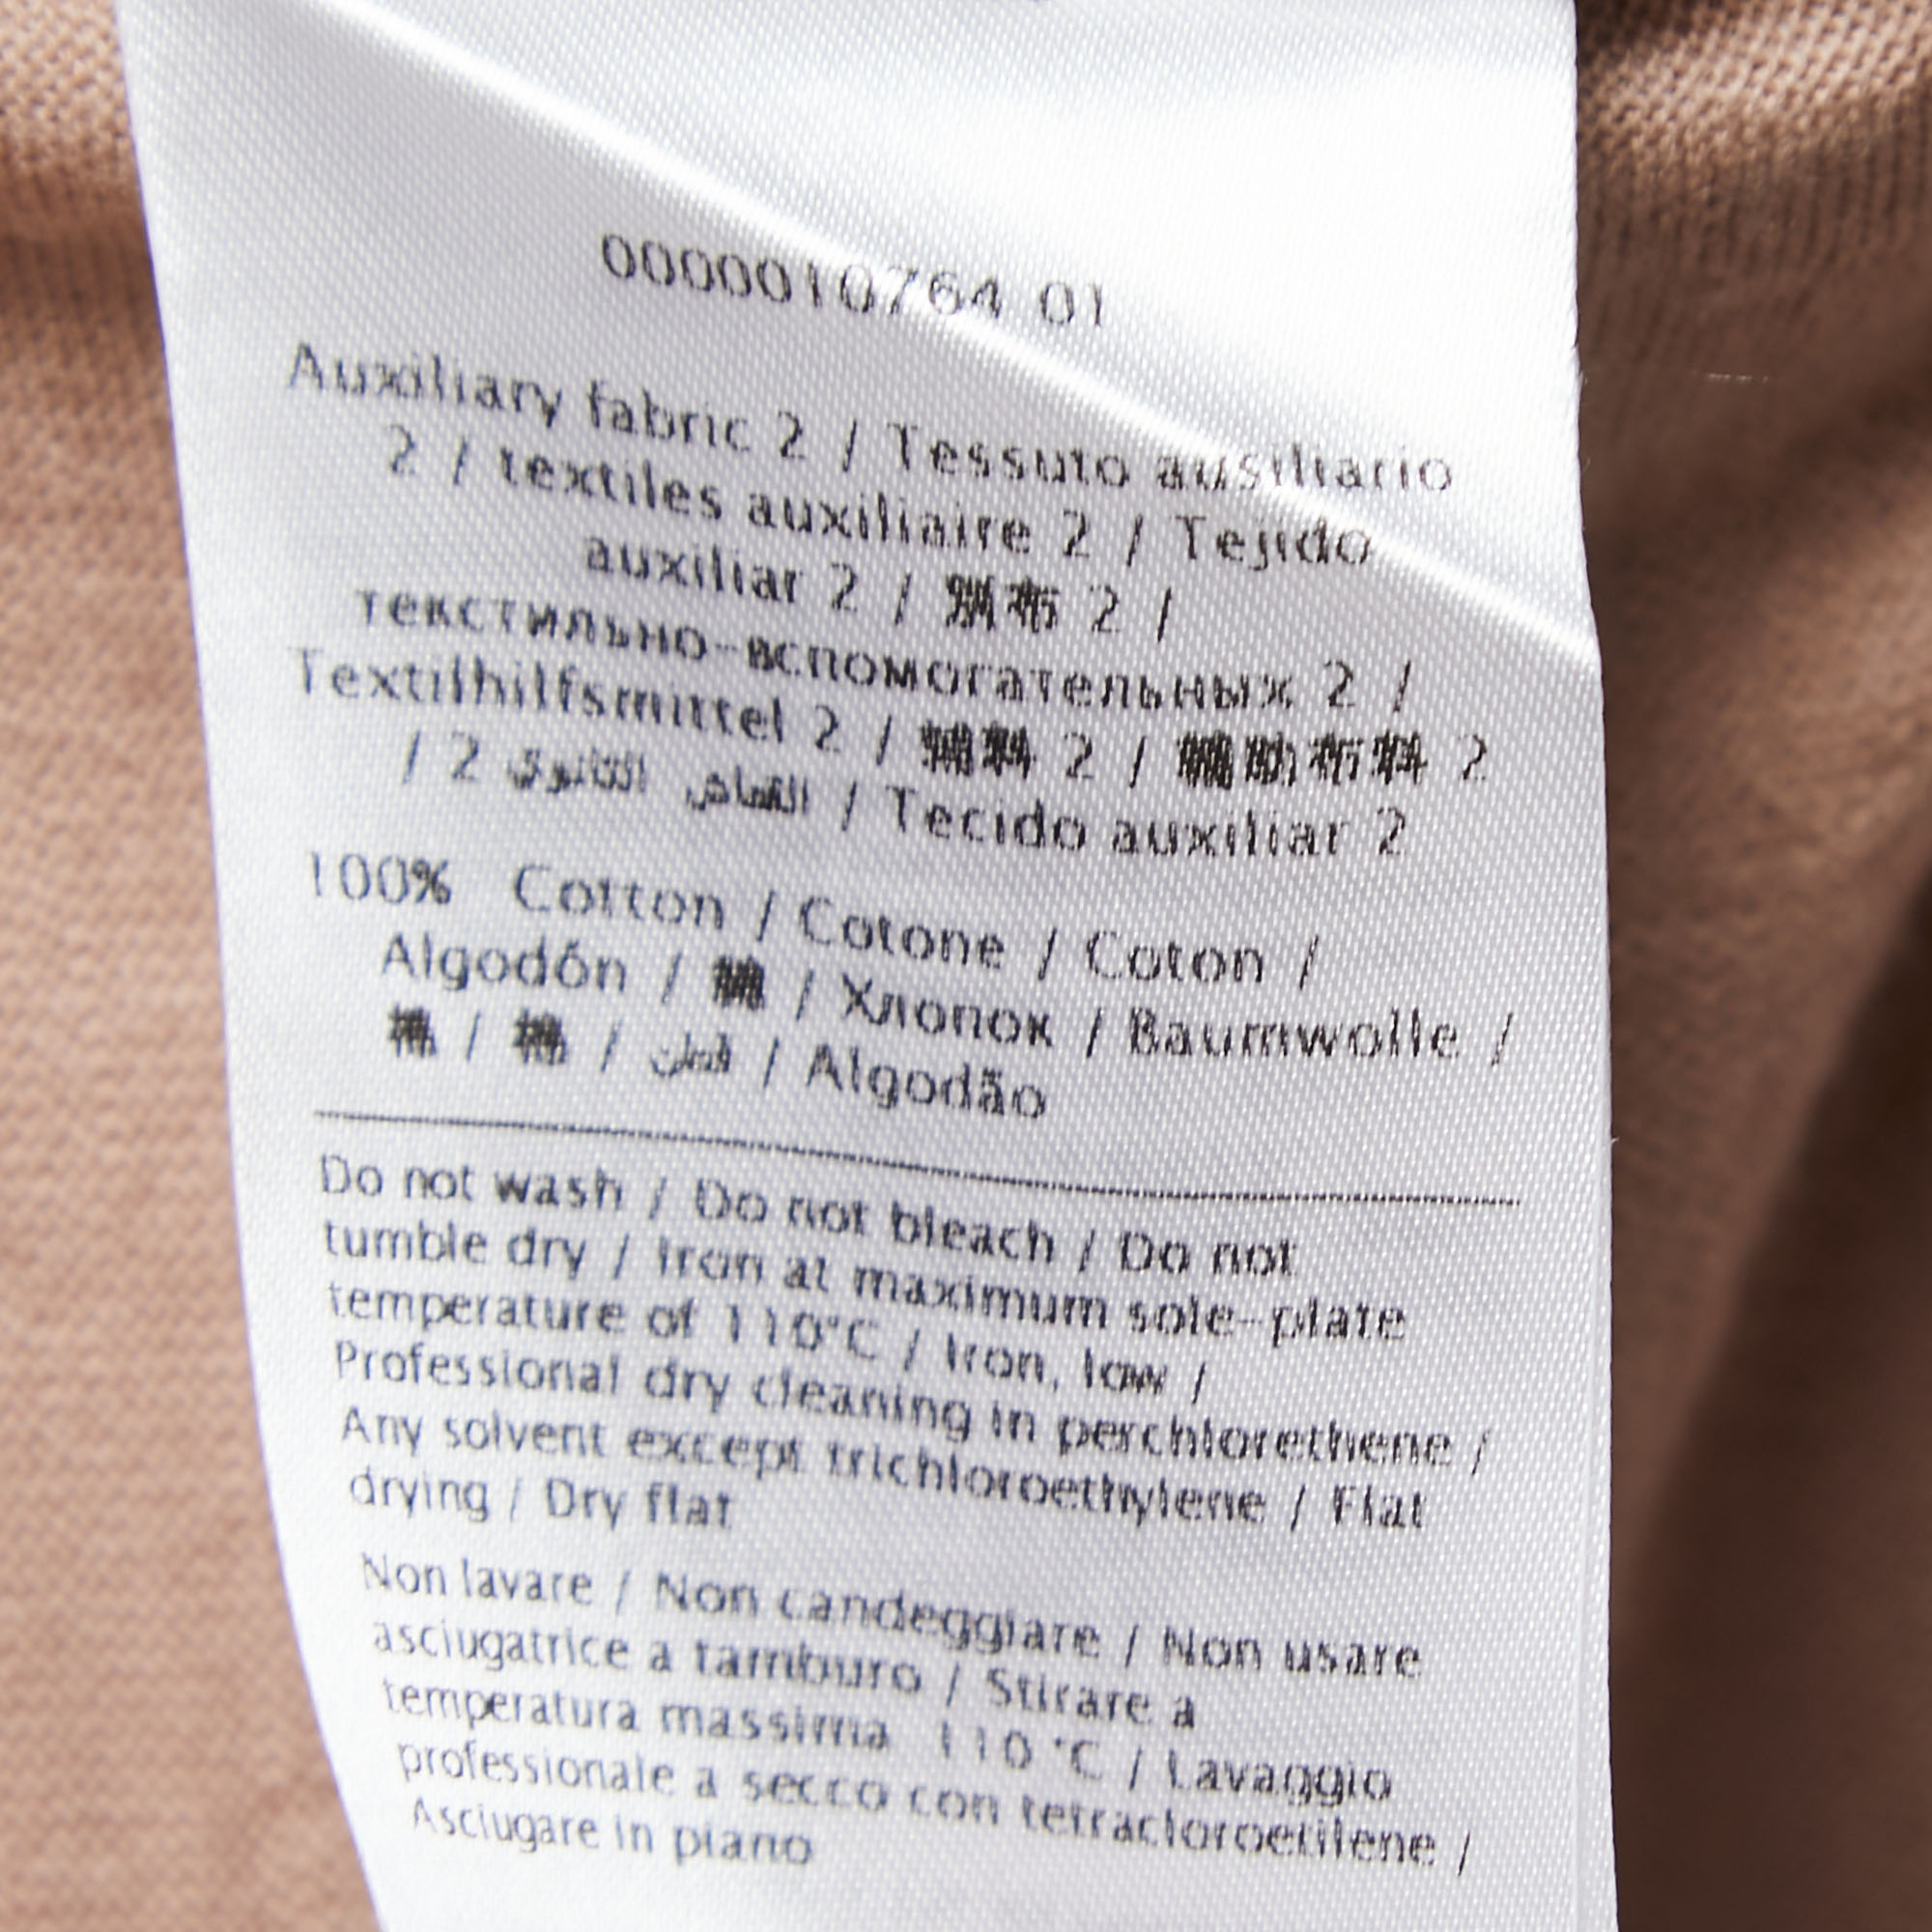 0000010764 01
Auxiliary fabric 2 / Tessuto ausiliario
2 / textiles auxiliaire 2 / Tejido
auxiliar 2 / 別布 2 /
текстильно-вспомогательных 2 /
Textilhilfsmittel 2 / 辅料 2 / 輔助布料 2
/ 2 القماش الثانوي / Tecido auxiliar 2
100% Cotton / Cotone / Coton /
Algodón / 綿 / Хлопок / Baumwolle /
棉 / 棉 / قطن / Algodão
Do not wash / Do not bleach / Do not
tumble dry / Iron at maximum sole-plate
temperature of 110°C / Iron, low /
Professional dry cleaning in perchlorethene /
Any solvent except trichloroethylene / Flat
drying / Dry flat
Non lavare / Non candeggiare / Non usare
asciugatrice a tamburo / Stirare a
temperatura massima 110 °C / Lavaggio
professionale a secco con tetracloroetilene /
Asciugare in piano